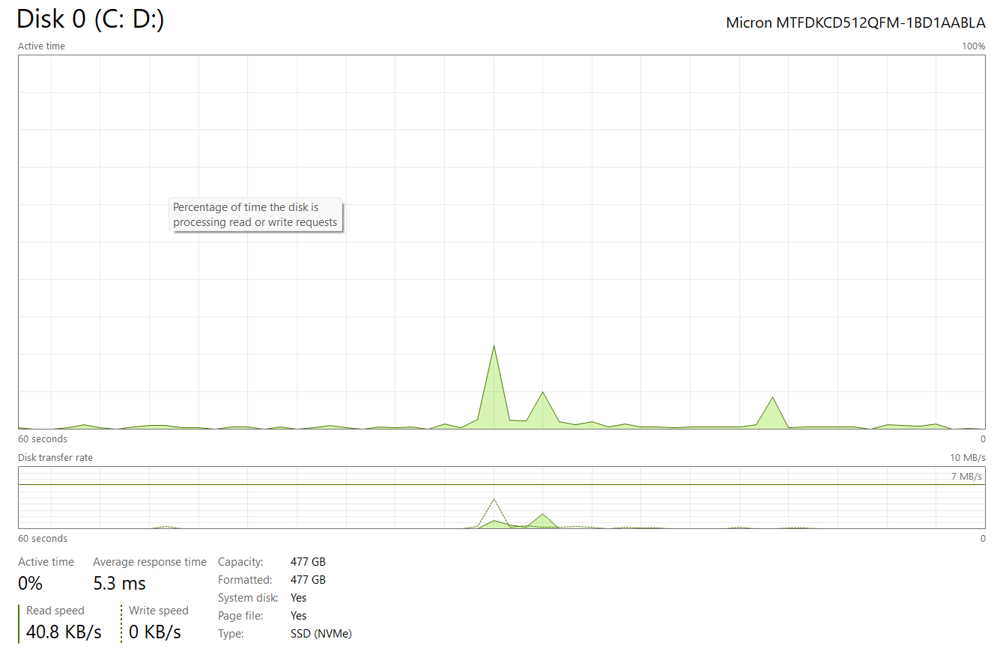 Disk 0 (C: D:)
Micron MTFDKCD512QFM-1BD1AABLA
Active time
100%
Percentage of time the disk is
processing read or write requests
60 seconds
0
Disk transfer rate
10 MB/s
7 MB/s
60 seconds
0
Active time
Average response time
0%
5.3 ms
Read speed
Write speed
40.8 KB/s
0 KB/s
Capacity: 477 GB
Formatted: 477 GB
System disk: Yes
Page file: Yes
Type: SSD (NVMe)